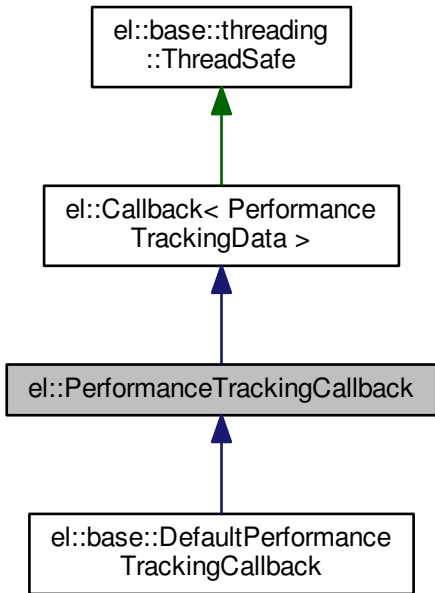 el::base::threading
::ThreadSafe
el::Callback< Performance
TrackingData >
el::PerformanceTrackingCallback
el::base::DefaultPerformance
TrackingCallback